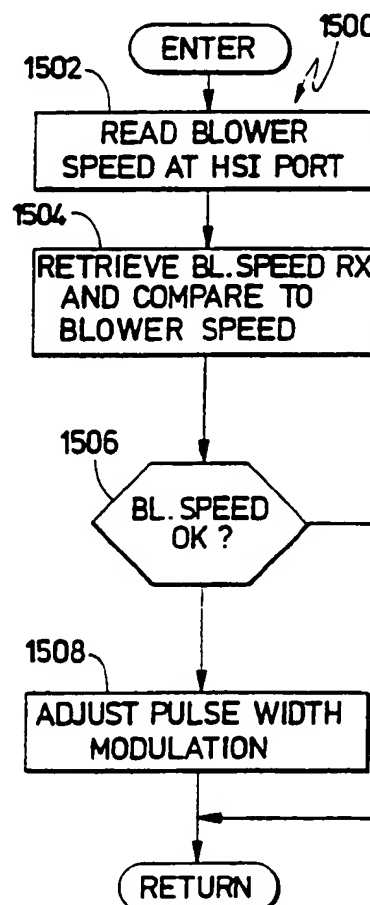 1500
ENTER
1502
READ BLOWER
SPEED AT HSI PORT
1504
RETRIEVE BL. SPEED RX
AND COMPARE TO
BLOWER SPEED
1506
BL. SPEED
OK ?
1508
ADJUST PULSE WIDTH
MODULATION
RETURN